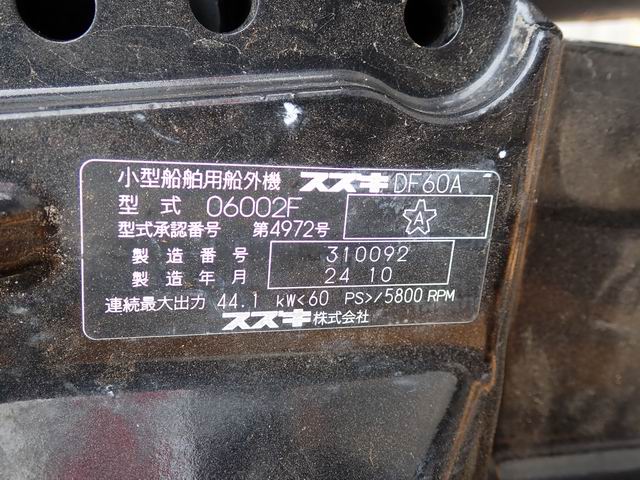 小型船舶用船外機 スズキ DF60A
型式 06002F
A
型式承認番号 第4972号
製造番号 310092
製造年月 24 10
連続最大出力 44.1 kW<60 PS>/5800 RPM
スズキ株式会社